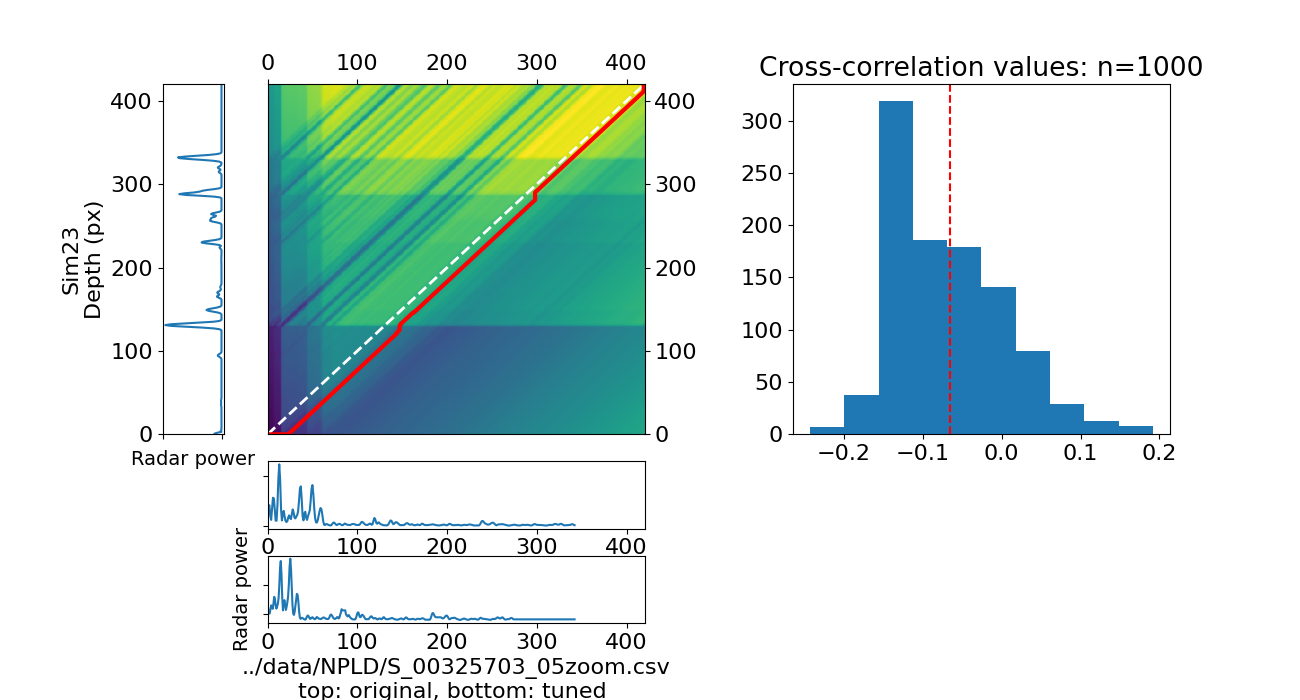 0 100 200 300 400
Cross-correlation values: n=1000
400
300
200
100
0
Sim23
Depth (px)
Radar power
400
300
200
100
0
300
250
200
150
100
50
0
−0.2 −0.1 0.0 0.1 0.2
0 100 200 300 400
Radar power
0 100 200 300 400
../data/NPLD/S_00325703_05zoom.csv
top: original, bottom: tuned